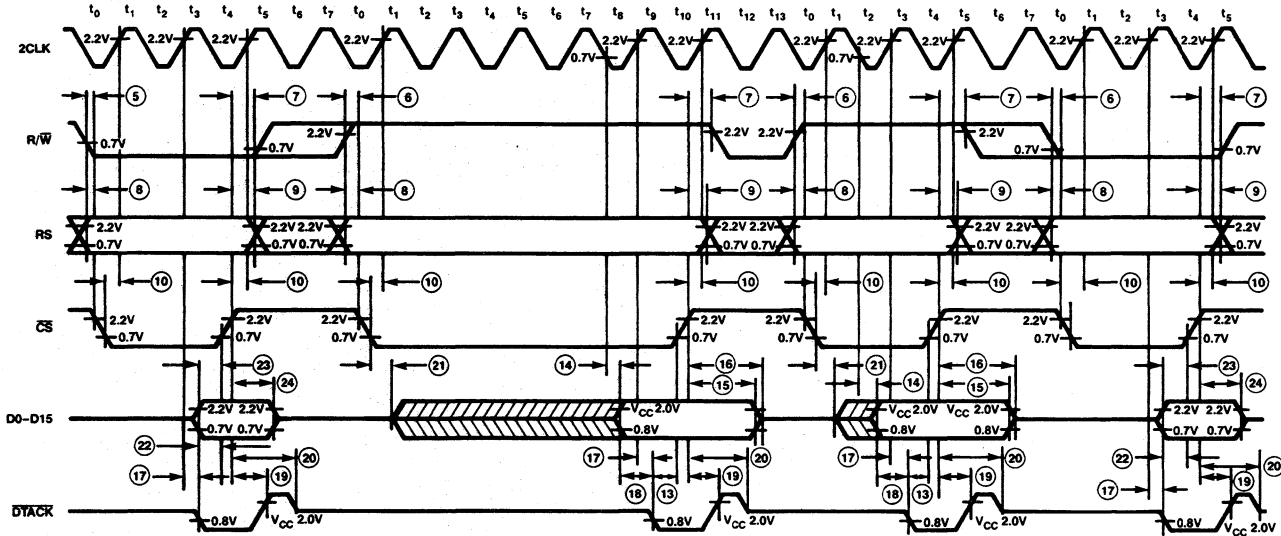 t0 t1 t2 t3 t4 t5 t6 t7 t0 t1 t2 t3 t4 t5 t6 t7 t8 t9 t10 t11 t12 t13 t0 t1 t2 t3 t4 t5 t6 t7 t0 t1 t2 t3 t4 t5
2CLK 2.2V 2.2V 2.2V 2.2V 0.7V 2.2V 2.2V 2.2V 0.7V 2.2V 2.2V 2.2V 2.2V 2.2V
5 7 6 7 6 7 6 7
R/W̅ 0.7V 0.7V 2.2V 2.2V 2.2V 2.2V 0.7V 0.7V
8 9 8 9 8 9 8 9
RS 2.2V 2.2V 2.2V 2.2V 2.2V 2.2V 2.2V 2.2V
0.7V 0.7V 0.7V 0.7V 0.7V 0.7V 0.7V 0.7V
10 10 10 10 10 10 10 10
C̅S̅ 2.2V 2.2V 2.2V 2.2V 2.2V 2.2V 2.2V 2.2V
0.7V 0.7V 0.7V 0.7V 0.7V 0.7V 0.7V 0.7V
23 21 14 16 21 16 23
24 15 14 15 24
D0–D15 2.2V 2.2V VCC 2.0V VCC 2.0V VCC 2.0V 2.2V 2.2V
0.7V 0.7V 0.8V 0.8V 0.7V 0.7V
22 20 17 20 17 20 22 20
17 19 18 13 19 18 13 19 17 19
D̅T̅A̅C̅K̅ 0.8V VCC 2.0V 0.8V VCC 2.0V 0.8V VCC 2.0V 0.8V VCC 2.0V